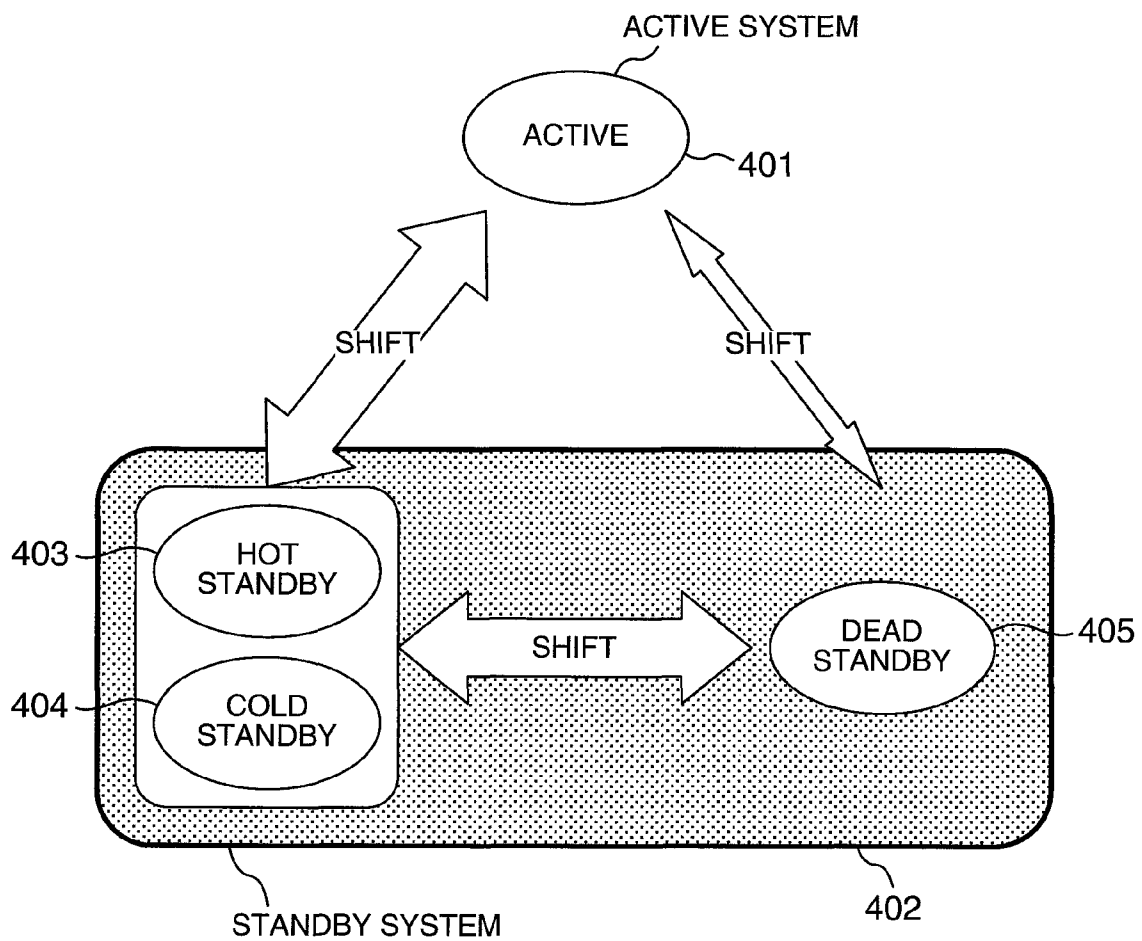 ACTIVE SYSTEM
ACTIVE
401
SHIFT
SHIFT
403
HOT
STANDBY
404
COLD
STANDBY
SHIFT
DEAD
STANDBY
405
402
STANDBY SYSTEM